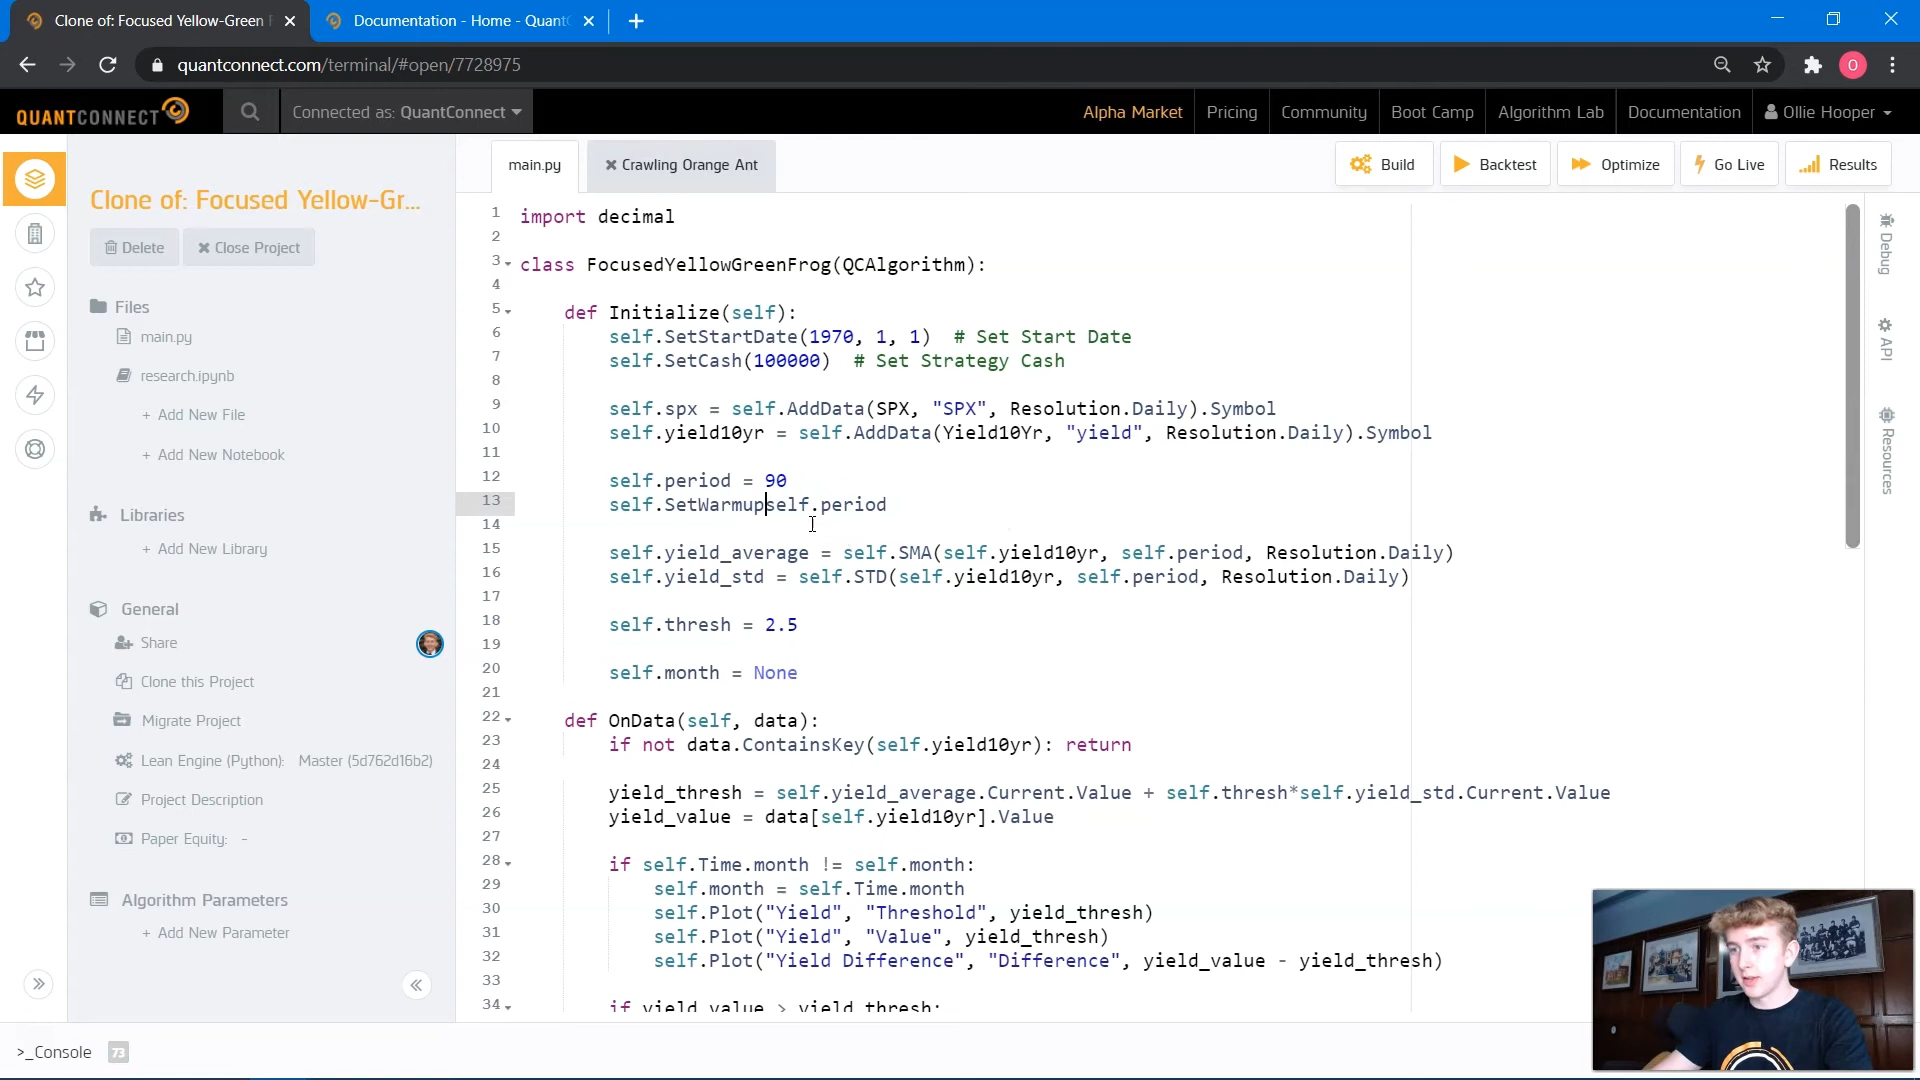 Clone of: Focused Yellow-Green
Documentation - Home - Quant
quantconnect.com/terminal/#open/7728975
O
QUANTCONNECT
Connected as: QuantConnect
Alpha Market
Pricing
Community
Boot Camp
Algorithm Lab
Documentation
Ollie Hooper
Clone of: Focused Yellow-Gr...
Delete
Close Project
Files
main.py
research.ipynb
+ Add New File
+ Add New Notebook
Libraries
+ Add New Library
General
Share
Clone this Project
Migrate Project
Lean Engine (Python): Master (5d762d16b2)
Project Description
Paper Equity: -
Algorithm Parameters
+ Add New Parameter
main.py
Crawling Orange Ant
Build
Backtest
Optimize
Go Live
Results
1 import decimal
2
3 class FocusedYellowGreenFrog(QCAlgorithm):
4
5 def Initialize(self):
6 self.SetStartDate(1970, 1, 1) # Set Start Date
7 self.SetCash(100000) # Set Strategy Cash
8
9 self.spx = self.AddData(SPX, "SPX", Resolution.Daily).Symbol
10 self.yield10yr = self.AddData(Yield10Yr, "yield", Resolution.Daily).Symbol
11
12 self.period = 90
13 self.SetWarmupself.period
14
15 self.yield_average = self.SMA(self.yield10yr, self.period, Resolution.Daily)
16 self.yield_std = self.STD(self.yield10yr, self.period, Resolution.Daily)
17
18 self.thresh = 2.5
19
20 self.month = None
21
22 def OnData(self, data):
23 if not data.ContainsKey(self.yield10yr): return
24
25 yield_thresh = self.yield_average.Current.Value + self.thresh*self.yield_std.Current.Value
26 yield_value = data[self.yield10yr].Value
27
28 if self.Time.month != self.month:
29 self.month = self.Time.month
30 self.Plot("Yield", "Threshold", yield_thresh)
31 self.Plot("Yield", "Value", yield_thresh)
32 self.Plot("Yield Difference", "Difference", yield_value - yield_thresh)
33
34 if yield_value > yield_thresh:
Debug
API
Resources
>_Console 73